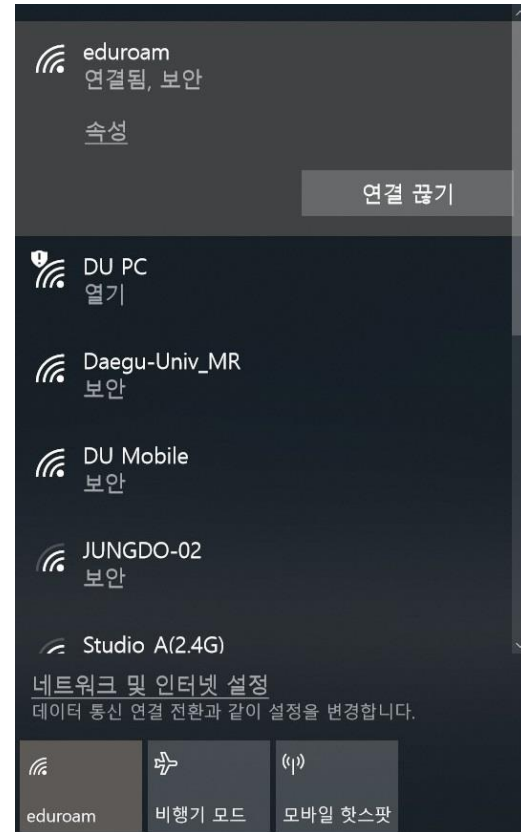 eduroam
연결됨, 보안
속성
연결 끊기
DU PC
열기
Daegu-Univ_MR
보안
DU Mobile
보안
JUNGDO-02
보안
Studio A(2.4G)
네트워크 및 인터넷 설정
데이터 통신 연결 전환과 같이 설정을 변경합니다.
eduroam
비행기 모드
모바일 핫스팟